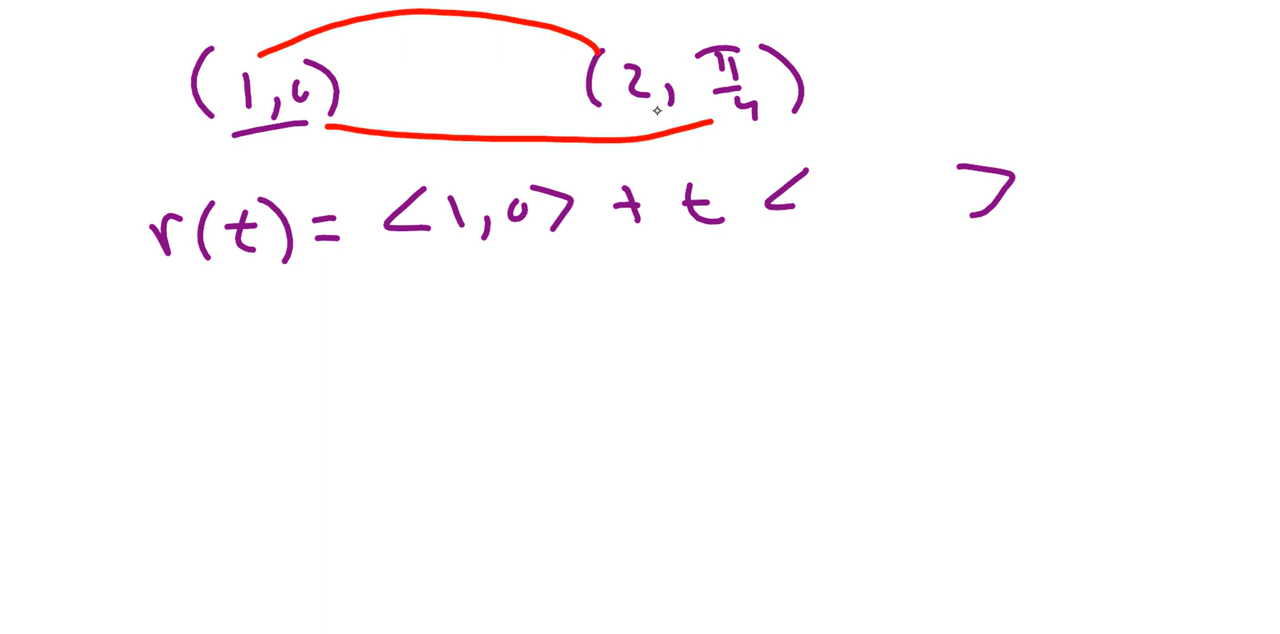 (1,0) (2, π/4)
r(t) = <1,0> + t < >